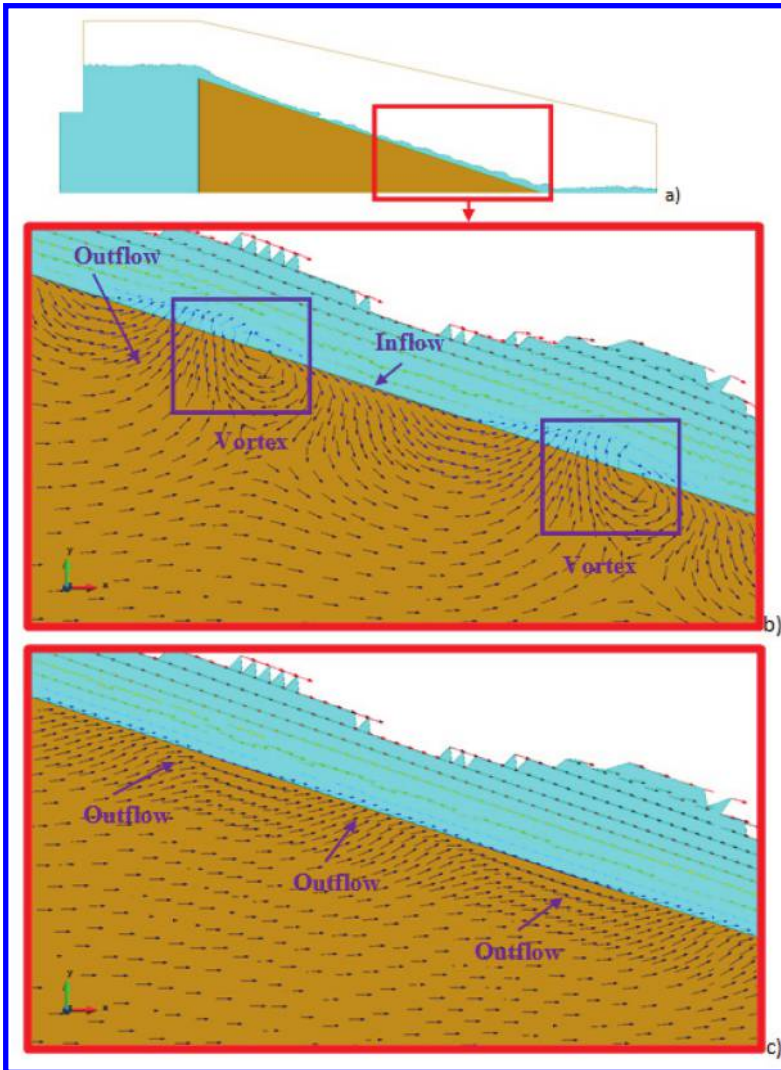 a)
Outflow
Inflow
Vortex
Vortex
y
x
b)
Outflow
Outflow
Outflow
y
x
c)